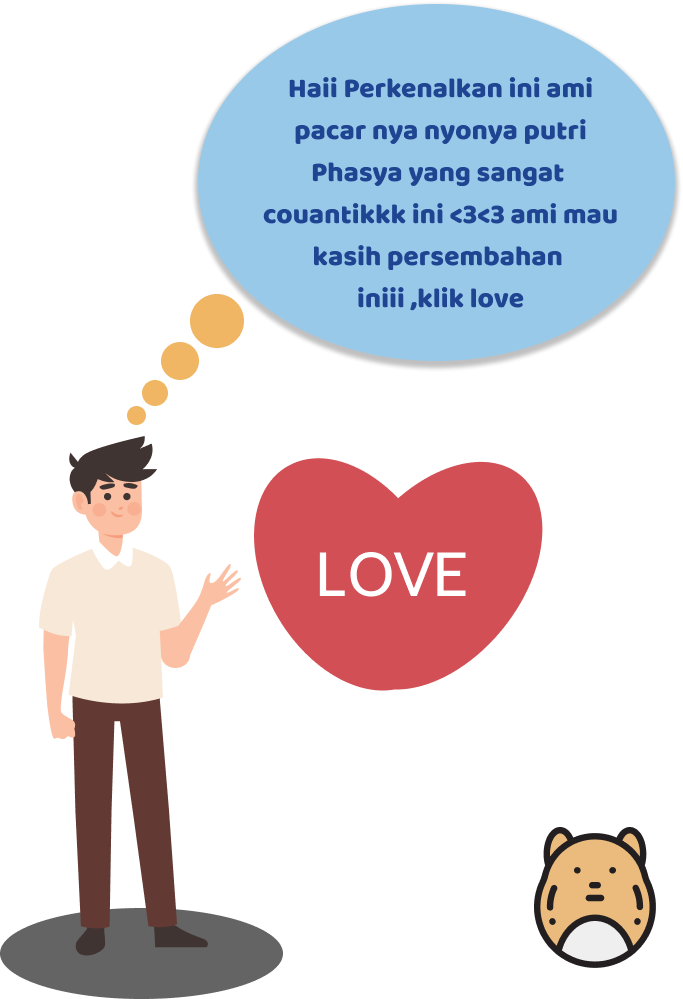 Haii Perkenalkan ini ami
pacar nya nyonya putri
Phasya yang sangat
couantikkk ini <3<3 ami mau
kasih persembahan
iniii ,klik love
LOVE